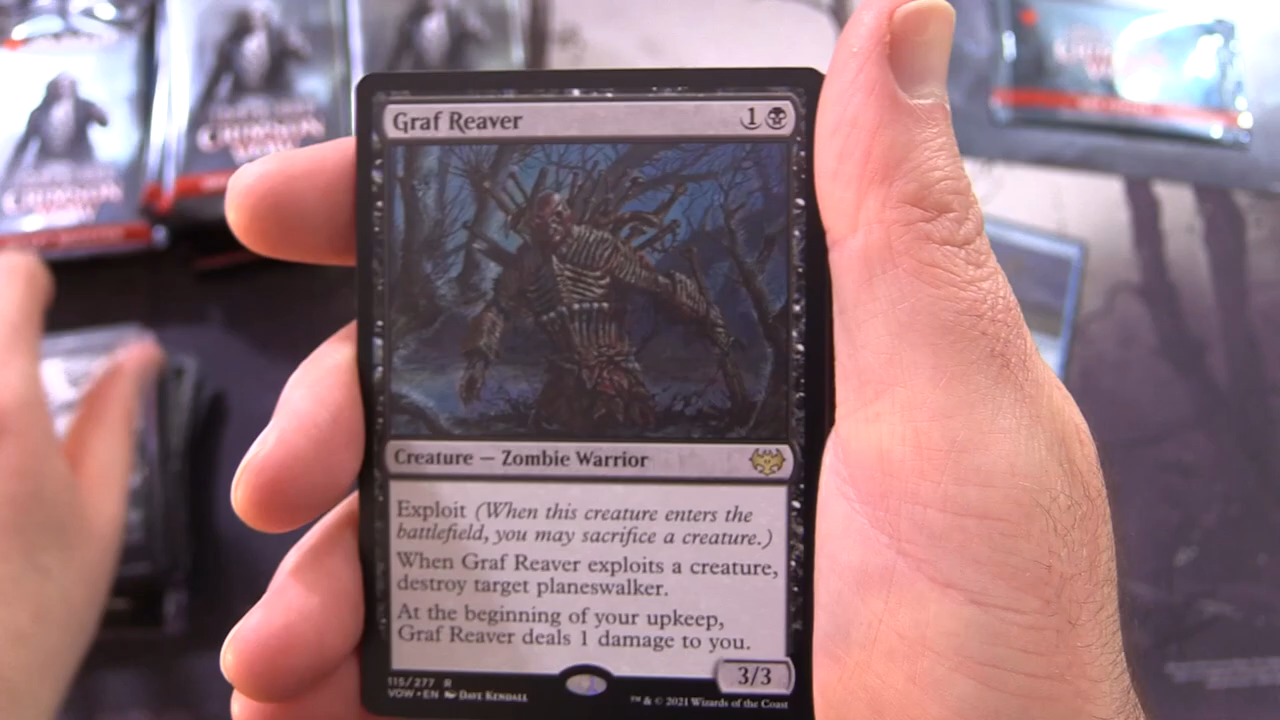 Graf Reaver 1
Creature — Zombie Warrior
Exploit (When this creature enters the
battlefield, you may sacrifice a creature.)
When Graf Reaver exploits a creature,
destroy target planeswalker.
At the beginning of your upkeep,
Graf Reaver deals 1 damage to you.
3/3
115/277 R
VOW • EN Dave Kendall
™ & © 2021 Wizards of the Coast
CRIMSON